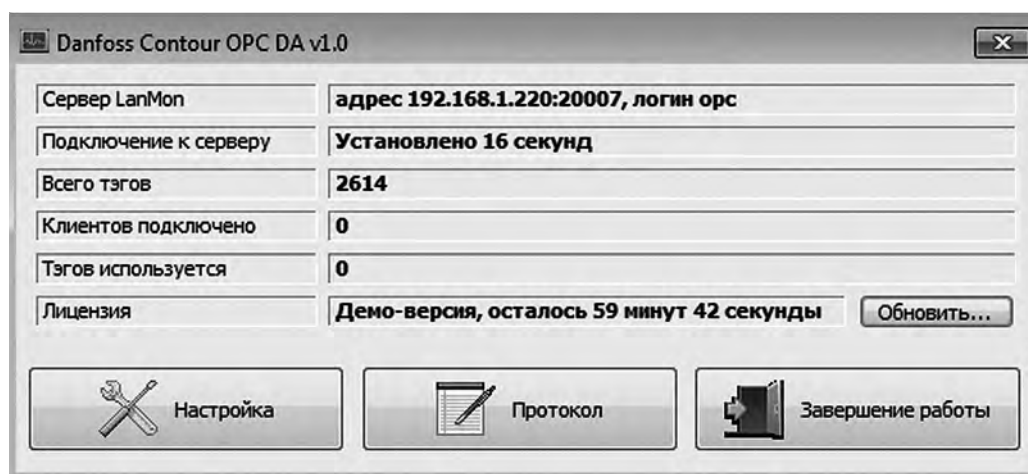 Danfoss Contour OPC DA v1.0
Сервер LanMon адрес 192.168.1.220:20007, логин opc
Подключение к серверу Установлено 16 секунд
Всего тэгов 2614
Клиентов подключено 0
Тэгов используется 0
Лицензия Демо-версия, осталось 59 минут 42 секунды Обновить...
Настройка Протокол Завершение работы